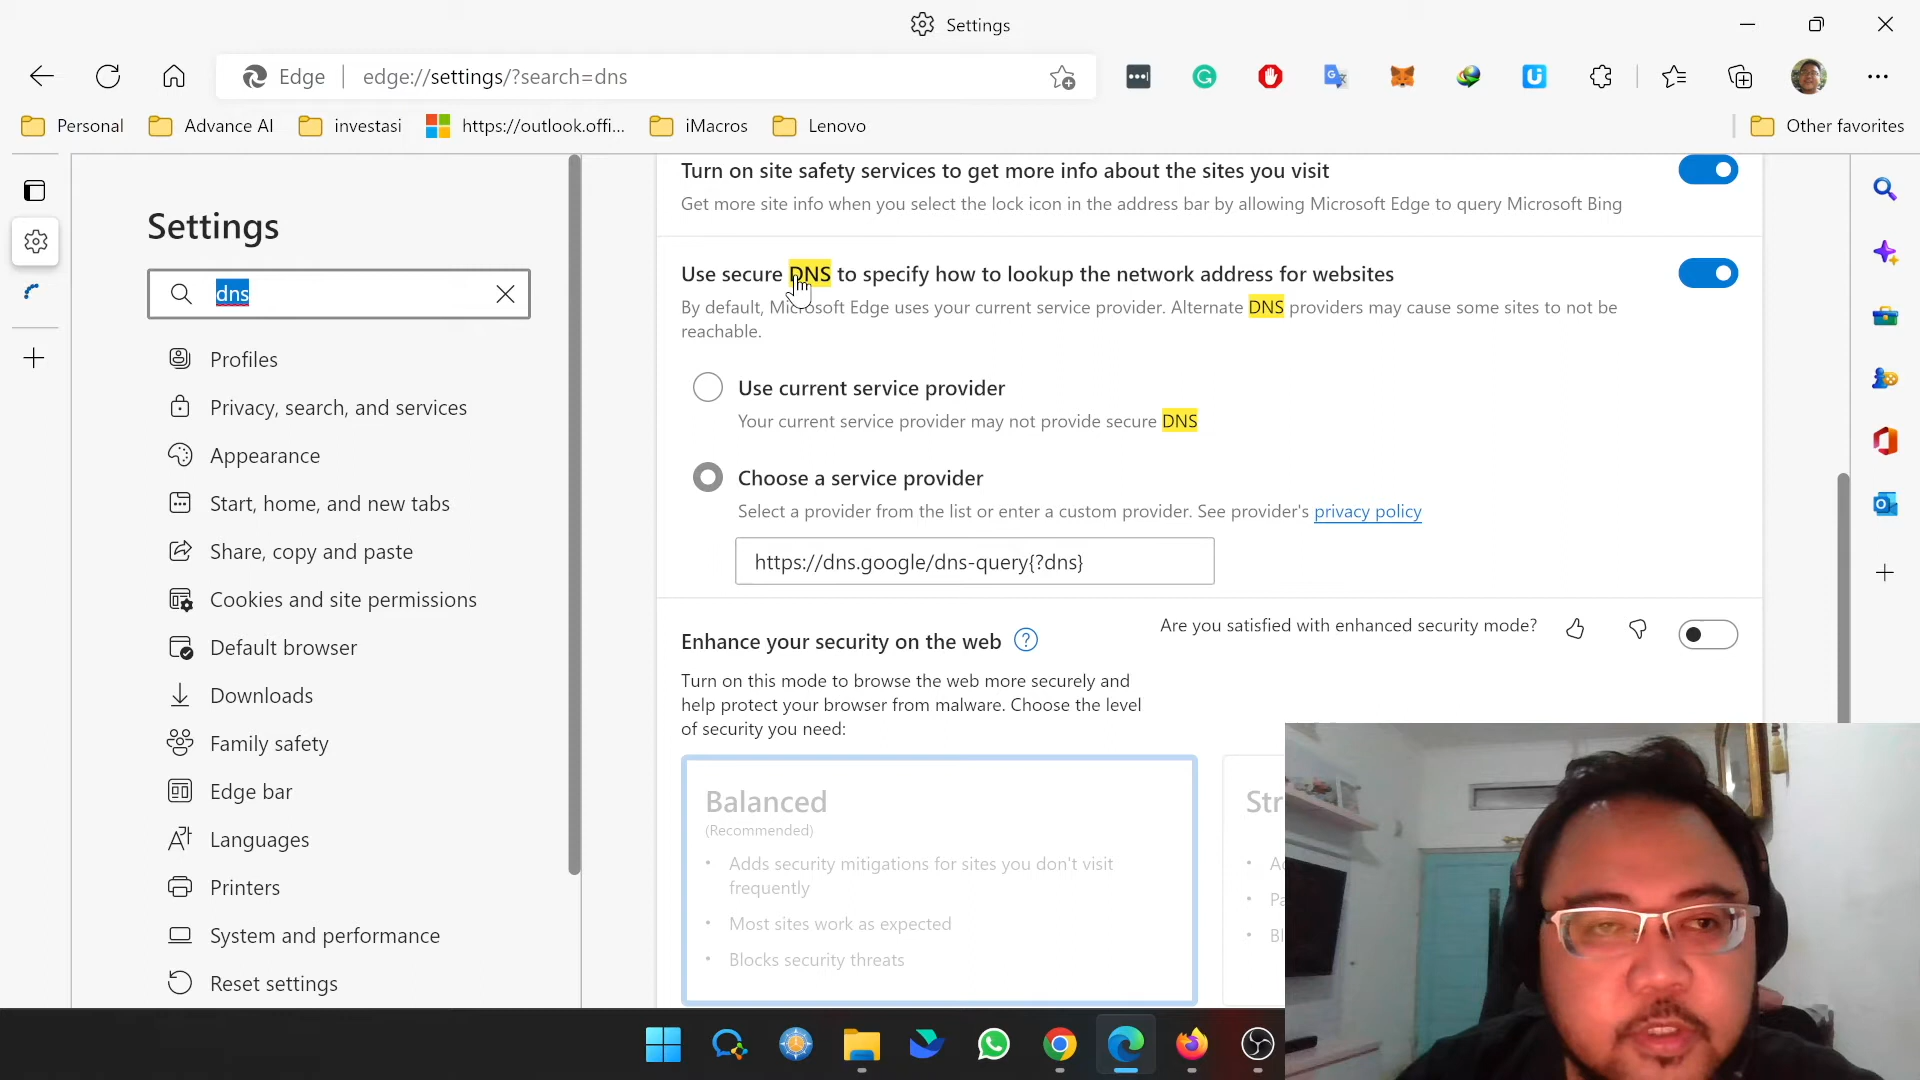 Settings
Edge
edge://settings/?search=dns
Personal
Advance AI
investasi
https://outlook.offi...
iMacros
Lenovo
Other favorites
Settings
dns
Profiles
Privacy, search, and services
Appearance
Start, home, and new tabs
Share, copy and paste
Cookies and site permissions
Default browser
Downloads
Family safety
Edge bar
Languages
Printers
System and performance
Reset settings
Turn on site safety services to get more info about the sites you visit
Get more site info when you select the lock icon in the address bar by allowing Microsoft Edge to query Microsoft Bing
Use secure DNS to specify how to lookup the network address for websites
By default, Microsoft Edge uses your current service provider. Alternate DNS providers may cause some sites to not be
reachable.
Use current service provider
Your current service provider may not provide secure DNS
Choose a service provider
Select a provider from the list or enter a custom provider. See provider's privacy policy
https://dns.google/dns-query{?dns}
Enhance your security on the web
Are you satisfied with enhanced security mode?
Turn on this mode to browse the web more securely and
help protect your browser from malware. Choose the level
of security you need:
Balanced
(Recommended)
• Adds security mitigations for sites you don't visit
frequently
• Most sites work as expected
• Blocks security threats